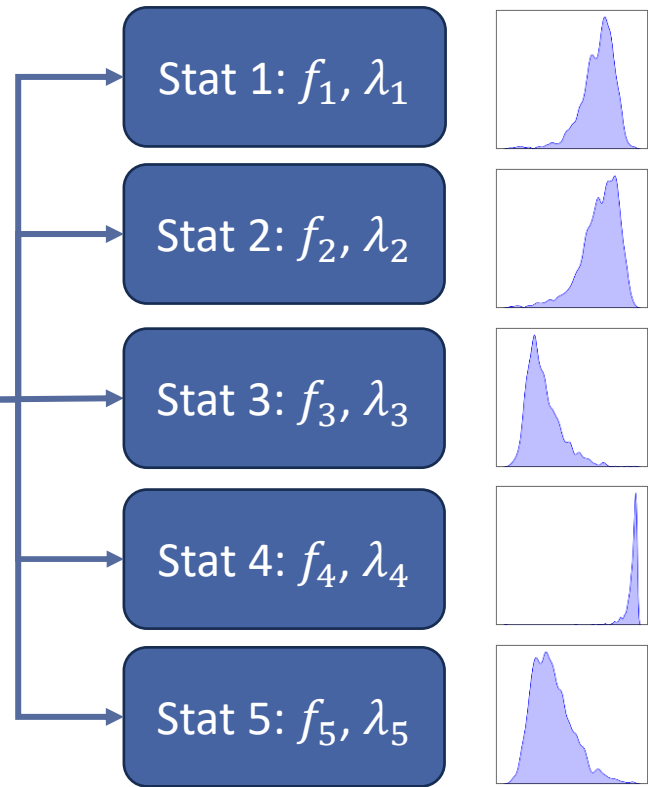 Stat 1: f₁, λ₁
Stat 2: f₂, λ₂
Stat 3: f₃, λ₃
Stat 4: f₄, λ₄
Stat 5: f₅, λ₅